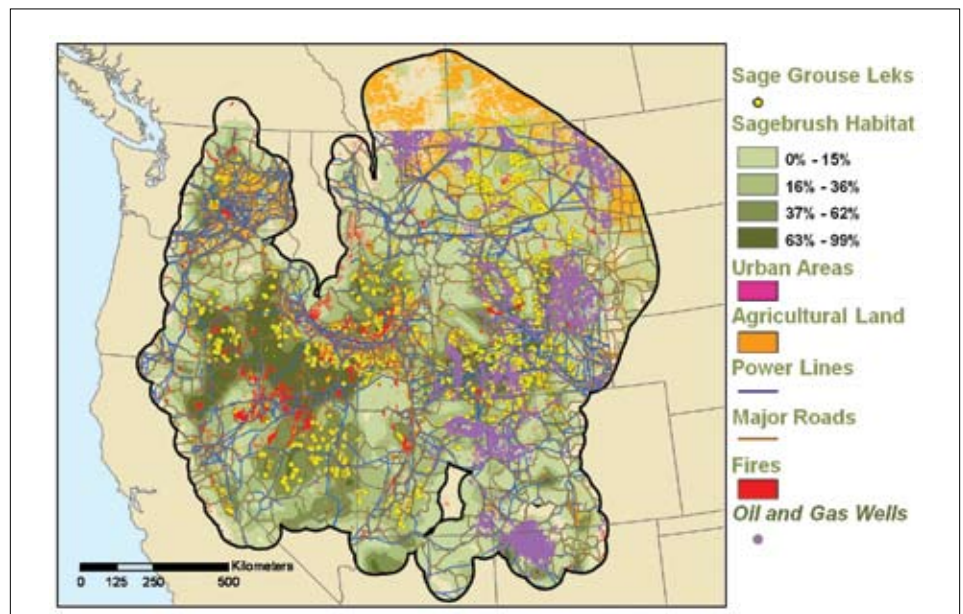 Sage Grouse Leks
Sagebrush Habitat
0% - 15%
16% - 36%
37% - 62%
63% - 99%
Urban Areas
Agricultural Land
Power Lines
Major Roads
Fires
Oil and Gas Wells
Kilometers
0 125 250 500